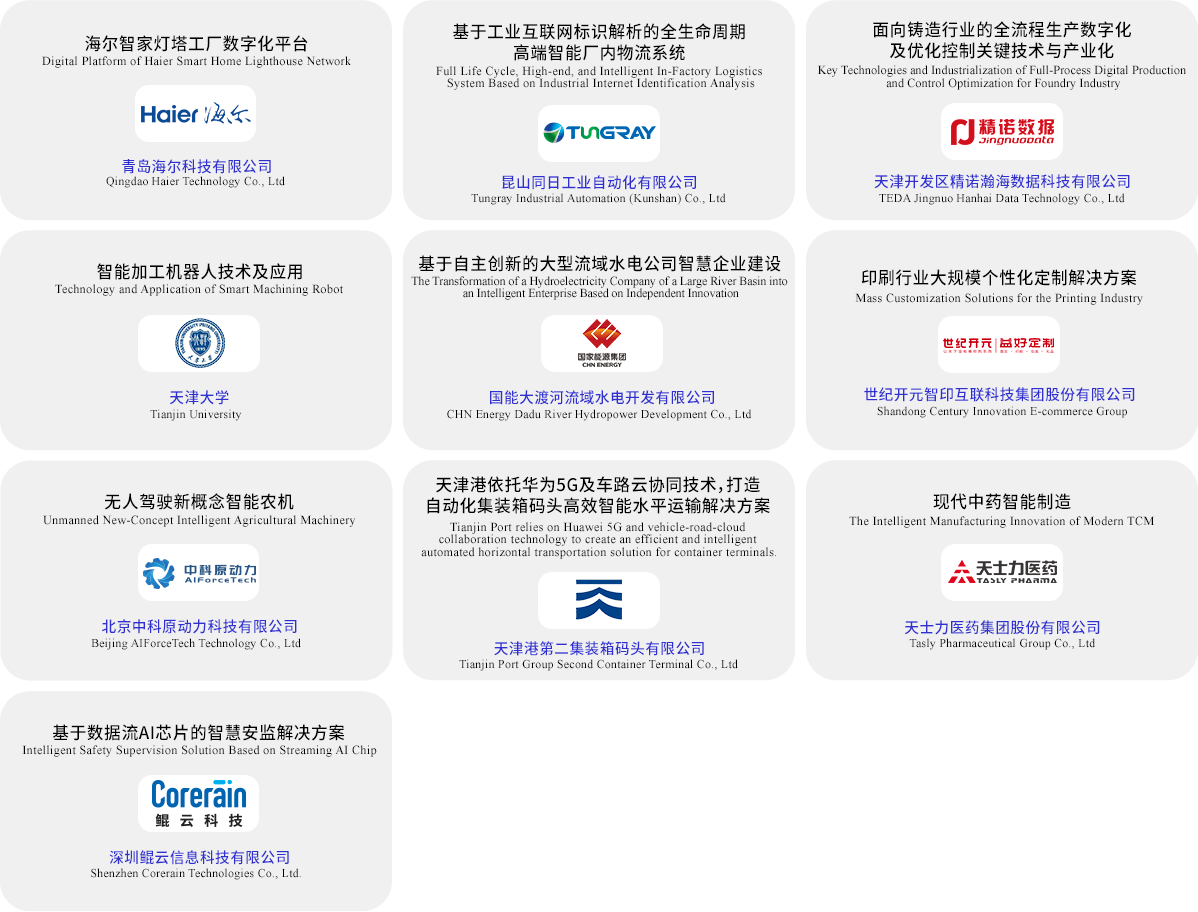 海尔智家灯塔工厂数字化平台
Digital Platform of Haier Smart Home Lighthouse Network
Haier 海尔
青岛海尔科技有限公司
Qingdao Haier Technology Co., Ltd
基于工业互联网标识解析的全生命周期
高端智能厂内物流系统
Full Life Cycle, High-end, and Intelligent In-Factory Logistics
System Based on Industrial Internet Identification Analysis
TUNGRAY
昆山同日工业自动化有限公司
Tungray Industrial Automation (Kunshan) Co., Ltd
面向铸造行业的全流程生产数字化
及优化控制关键技术与产业化
Key Technologies and Industrialization of Full-Process Digital Production
and Control Optimization for Foundry Industry
精诺数据
JingnuoData
天津开发区精诺瀚海数据科技有限公司
TEDA Jingnuo Hanhai Data Technology Co., Ltd
智能加工机器人技术及应用
Technology and Application of Smart Machining Robot
天津大学
Tianjin University
基于自主创新的大型流域水电公司智慧企业建设
The Transformation of a Hydroelectricity Company of a Large River Basin into
an Intelligent Enterprise Based on Independent Innovation
国家能源集团
CHN ENERGY
国能大渡河流域水电开发有限公司
CHN Energy Dadu River Hydropower Development Co., Ltd
印刷行业大规模个性化定制解决方案
Mass Customization Solutions for the Printing Industry
世纪开元 益好定制
世纪开元智印互联科技集团股份有限公司
Shandong Century Innovation E-commerce Group
无人驾驶新概念智能农机
Unmanned New-Concept Intelligent Agricultural Machinery
中科原动力
AIForceTech
北京中科原动力科技有限公司
Beijing AIForceTech Technology Co., Ltd
天津港依托华为5G及车路云协同技术，打造
自动化集装箱码头高效智能水平运输解决方案
Tianjin Port relies on Huawei 5G and vehicle-road-cloud
collaboration technology to create an efficient and intelligent
automated horizontal transportation solution for container terminals.
天津港第二集装箱码头有限公司
Tianjin Port Group Second Container Terminal Co., Ltd
现代中药智能制造
The Intelligent Manufacturing Innovation of Modern TCM
天士力医药
TASLY PHARMA
天士力医药集团股份有限公司
Tasly Pharmaceutical Group Co., Ltd
基于数据流AI芯片的智慧安监解决方案
Intelligent Safety Supervision Solution Based on Streaming AI Chip
Corerain
鲲云科技
深圳鲲云信息科技有限公司
Shenzhen Corerain Technologies Co., Ltd.